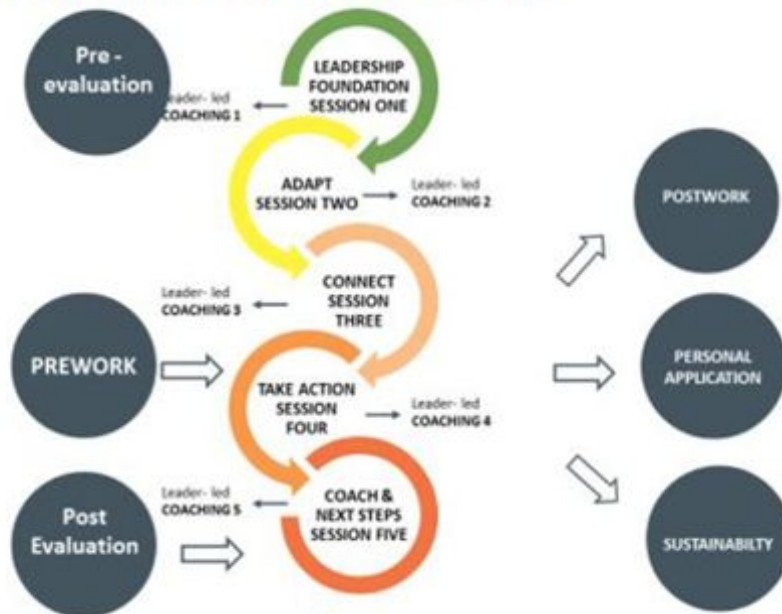 Pre -
evaluation
LEADERSHIP
FOUNDATION
SESSION ONE
Leader- led
COACHING 1
ADAPT
SESSION TWO
Leader- led
COACHING 2
POSTWORK
CONNECT
SESSION
THREE
Leader- led
COACHING 3
PREWORK
PERSONAL
APPLICATION
TAKE ACTION
SESSION
FOUR
Leader- led
COACHING 4
Post
Evaluation
Leader- led
COACHING 5
COACH &
NEXT STEPS
SESSION FIVE
SUSTAINABILTY